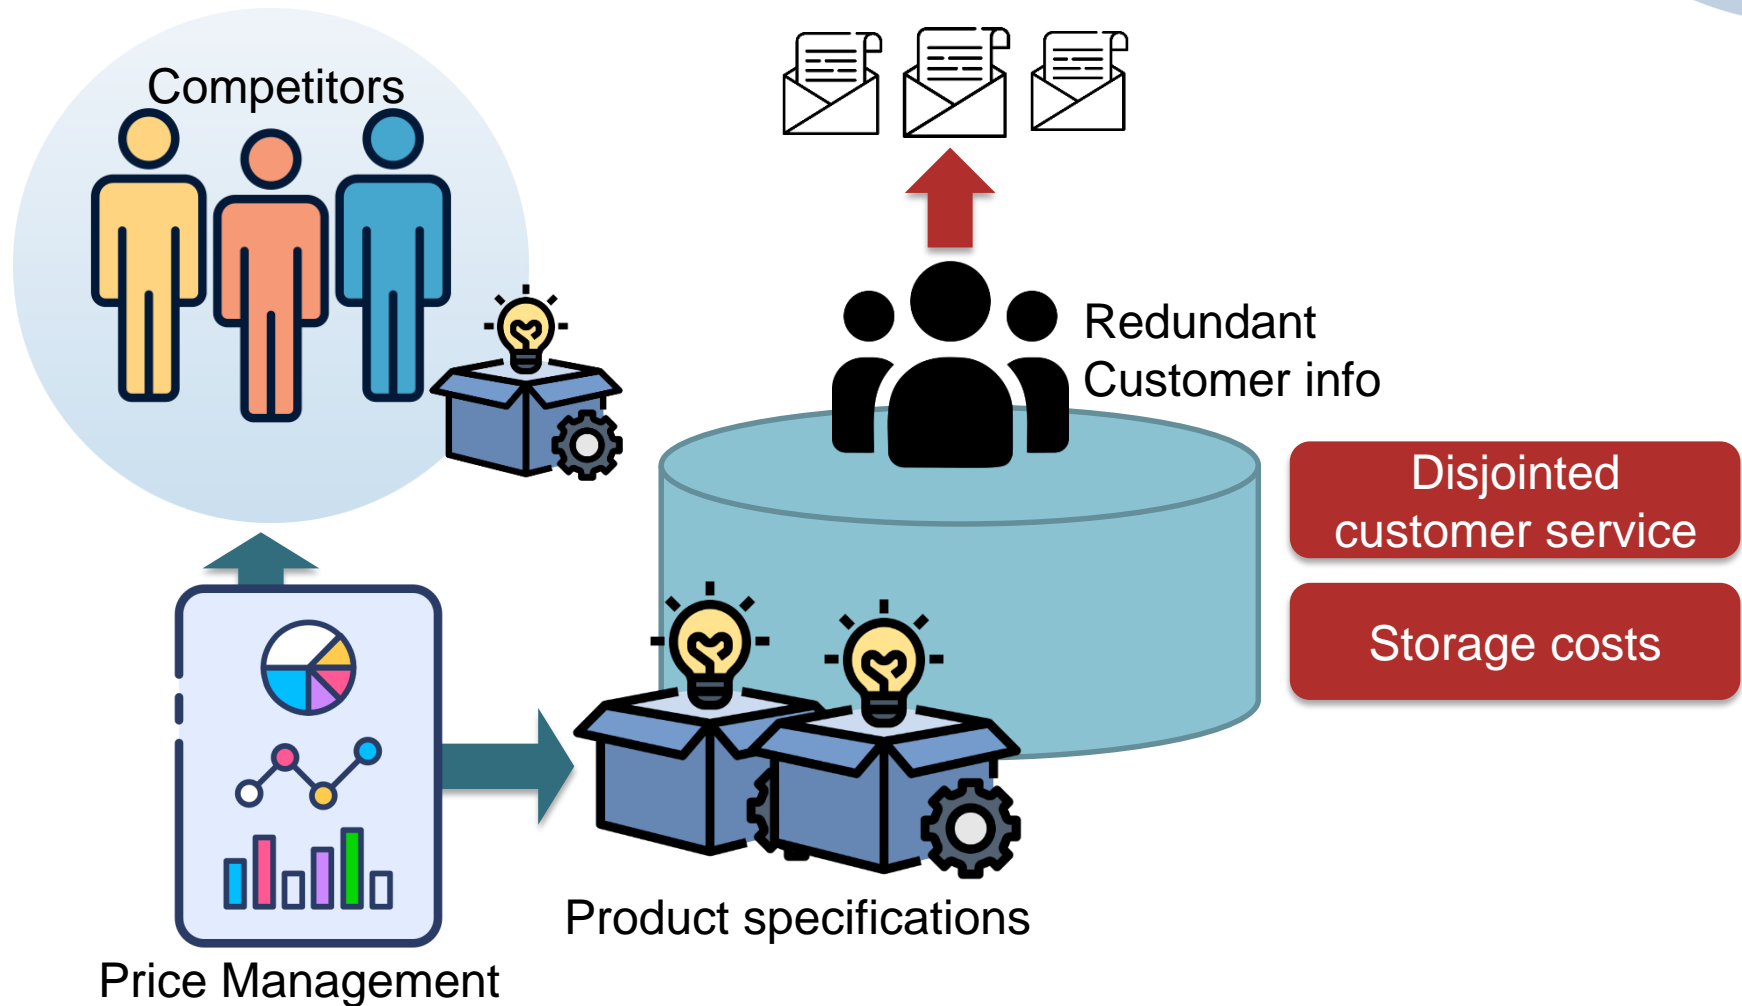 Competitors
Redundant
Customer info
Disjointed
customer service
Storage costs
Product specifications
Price Management